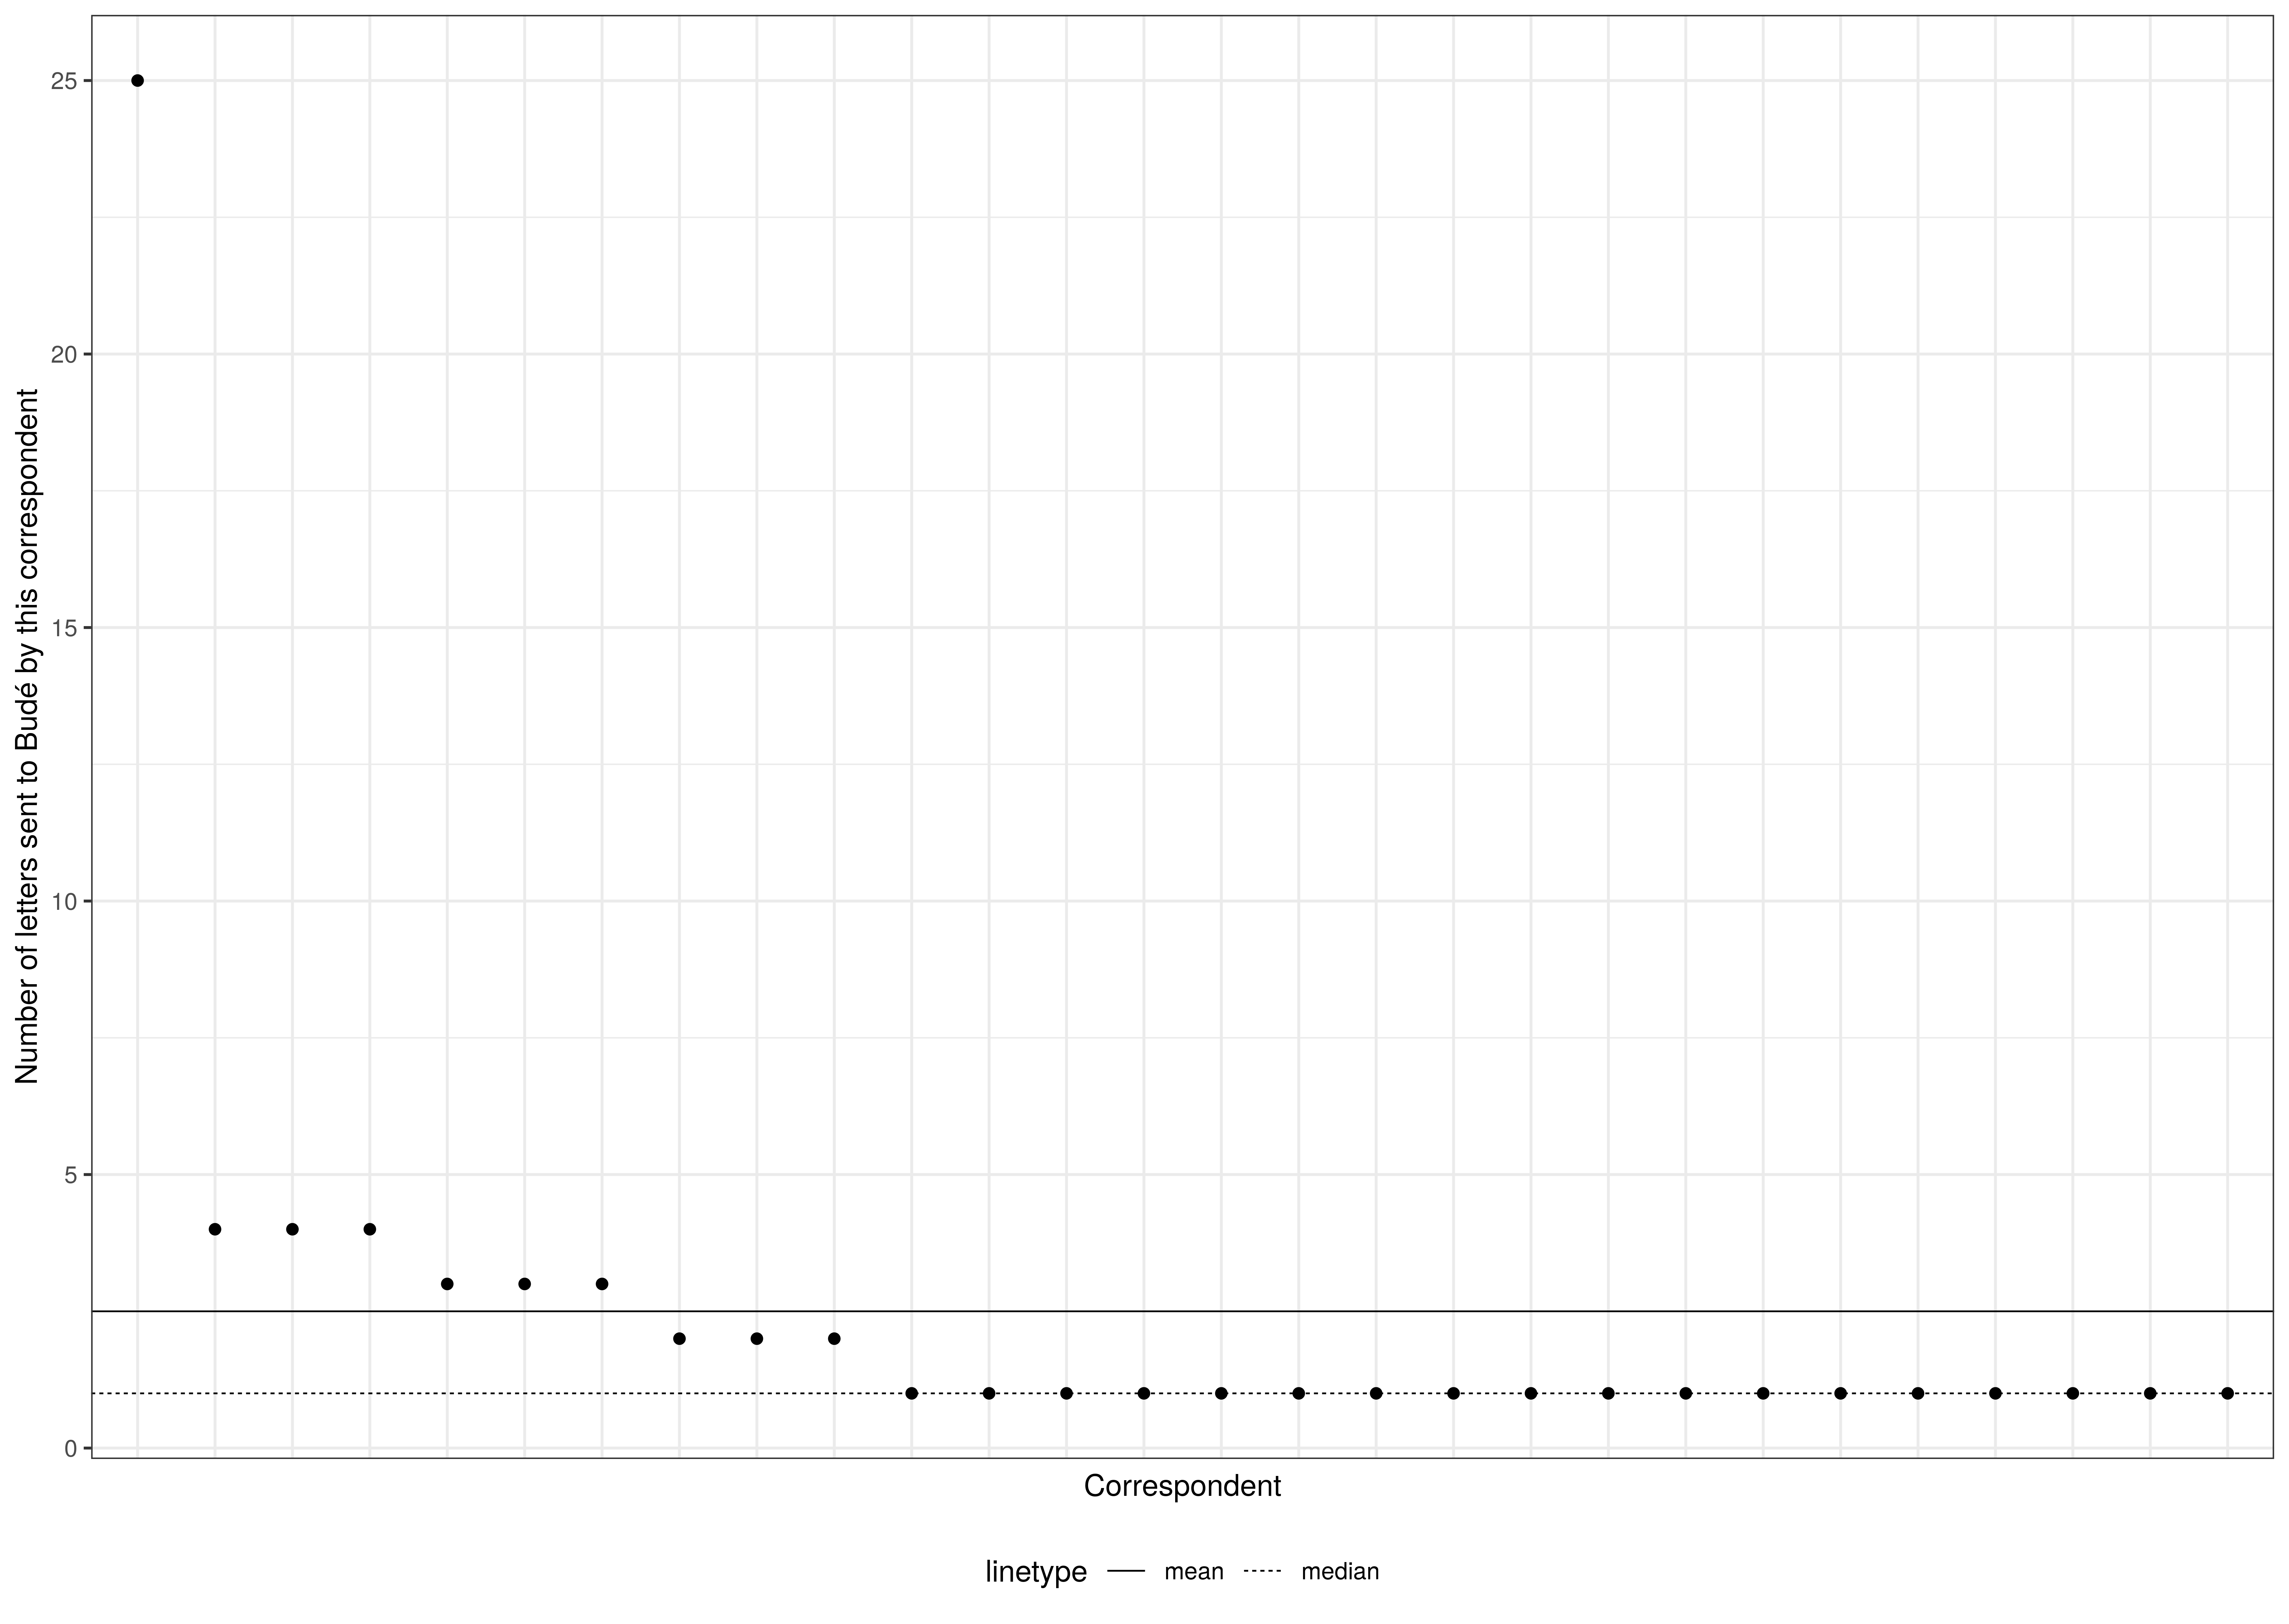 Number of letters sent to Budé by this correspondent
25
20
15
10
5
0
Correspondent
linetype mean median